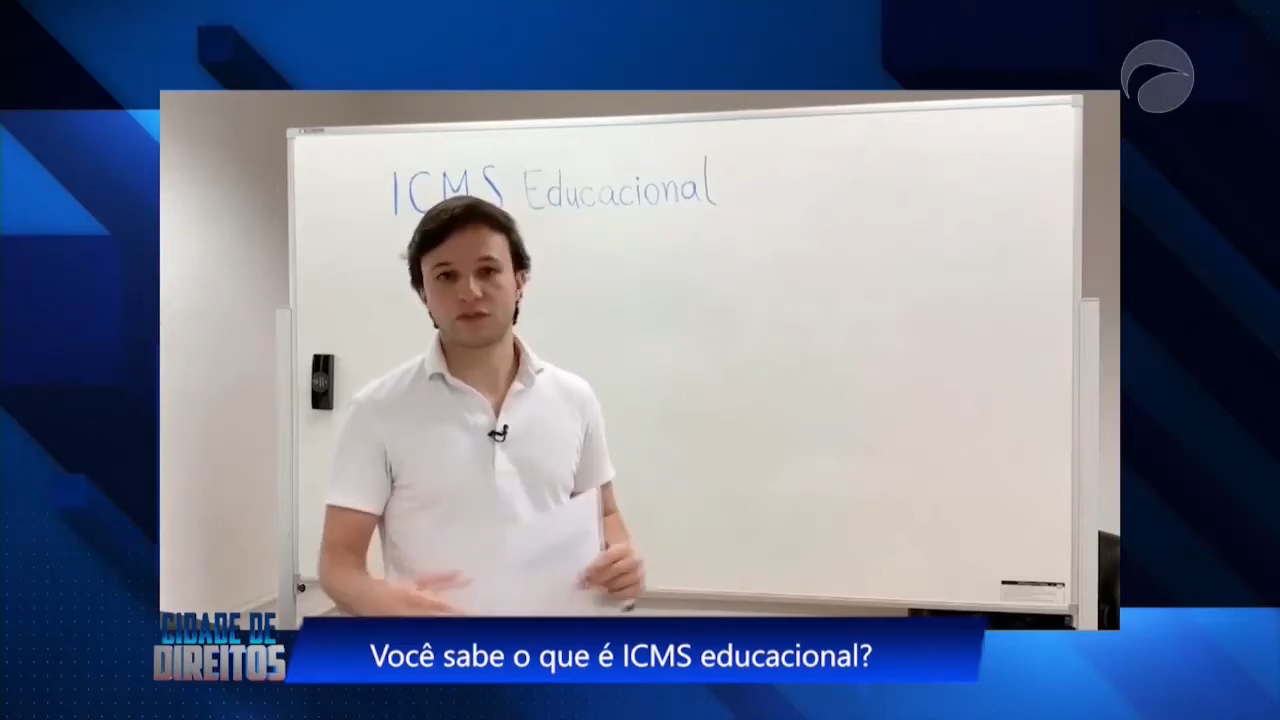 ICMS Educacional
CIDADE DE
DIREITOS
Você sabe o que é ICMS educacional?